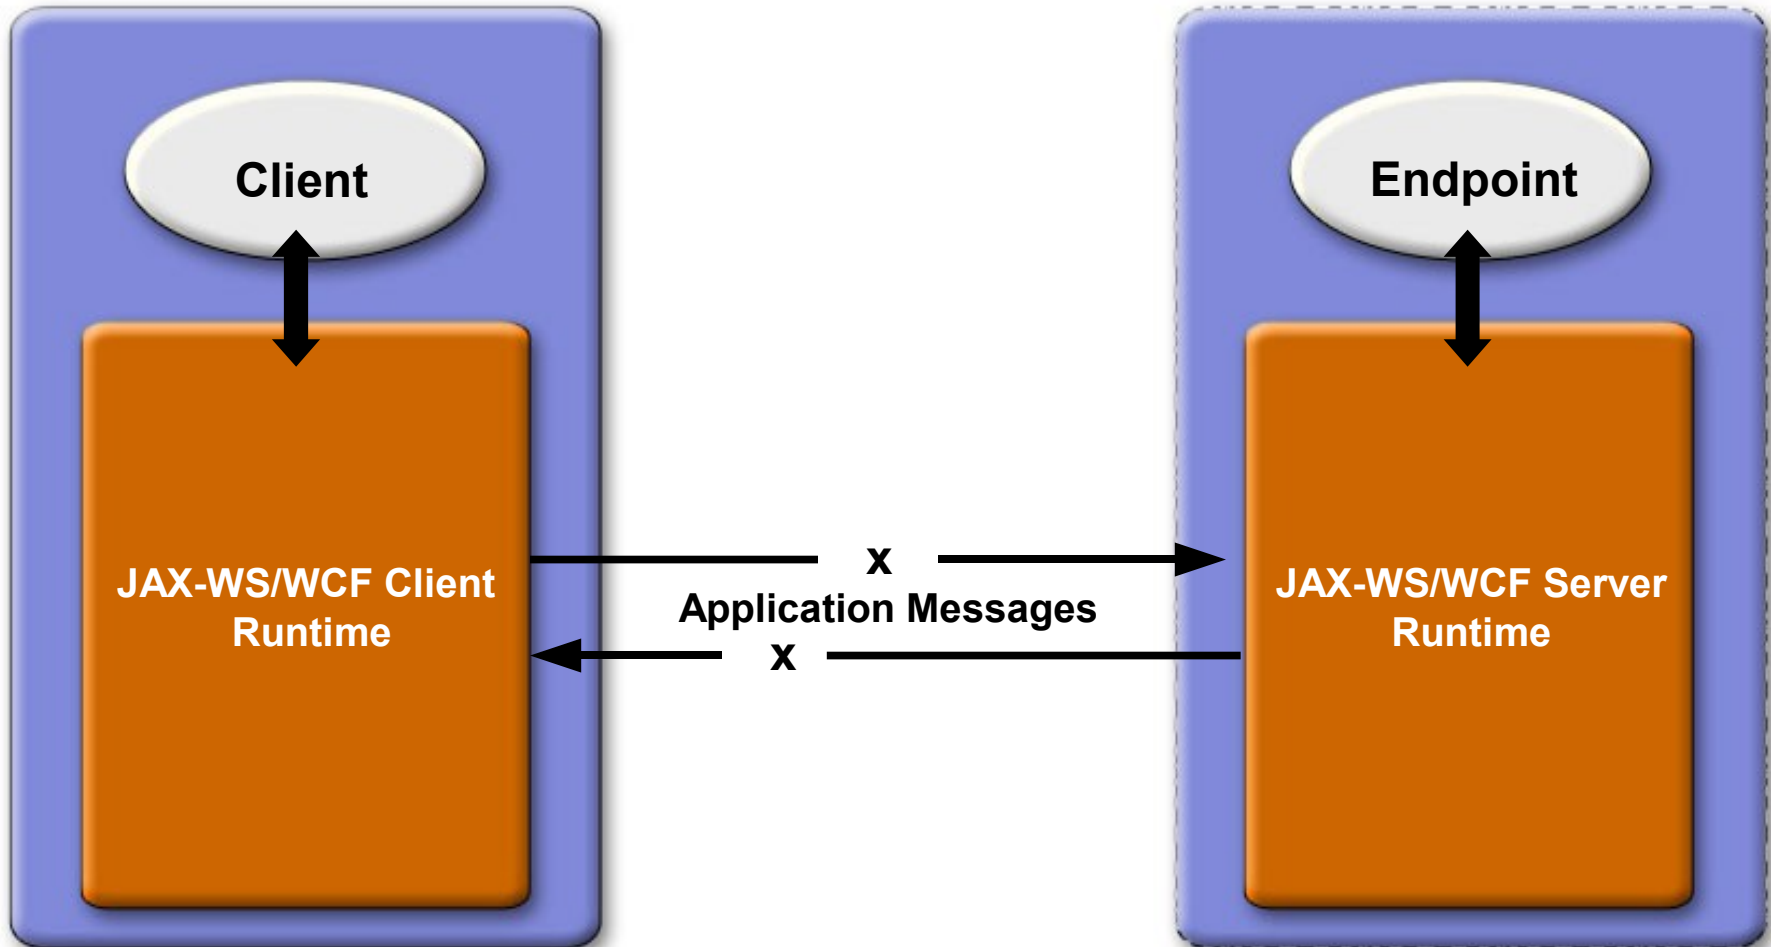 Client
Endpoint
JAX-WS/WCF Client
Runtime
x
Application Messages
x
JAX-WS/WCF Server
Runtime